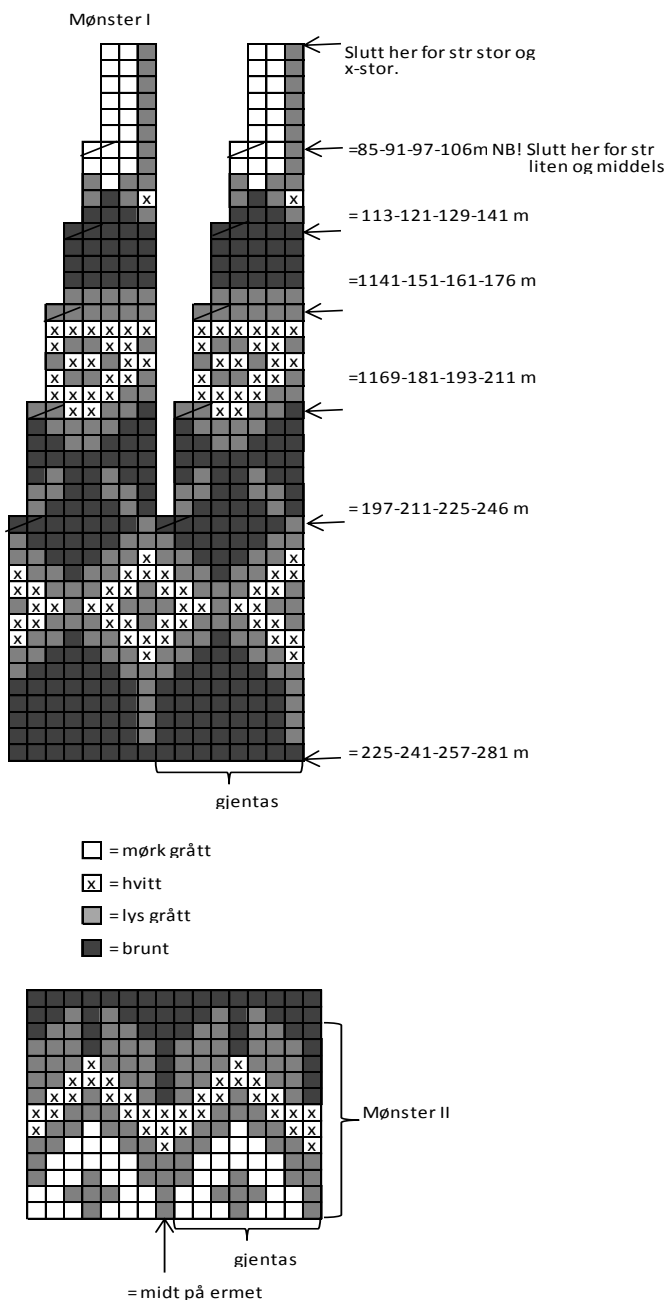 Mønster I
Slutt her for str stor og
x-stor.
=85-91-97-106m NB! Slutt her for str
liten og middels
= 113-121-129-141 m
=1141-151-161-176 m
=1169-181-193-211 m
= 197-211-225-246 m
= 225-241-257-281 m
gjentas
= mørk grått
x = hvitt
= lys grått
= brunt
Mønster II
gjentas
= midt på ermet